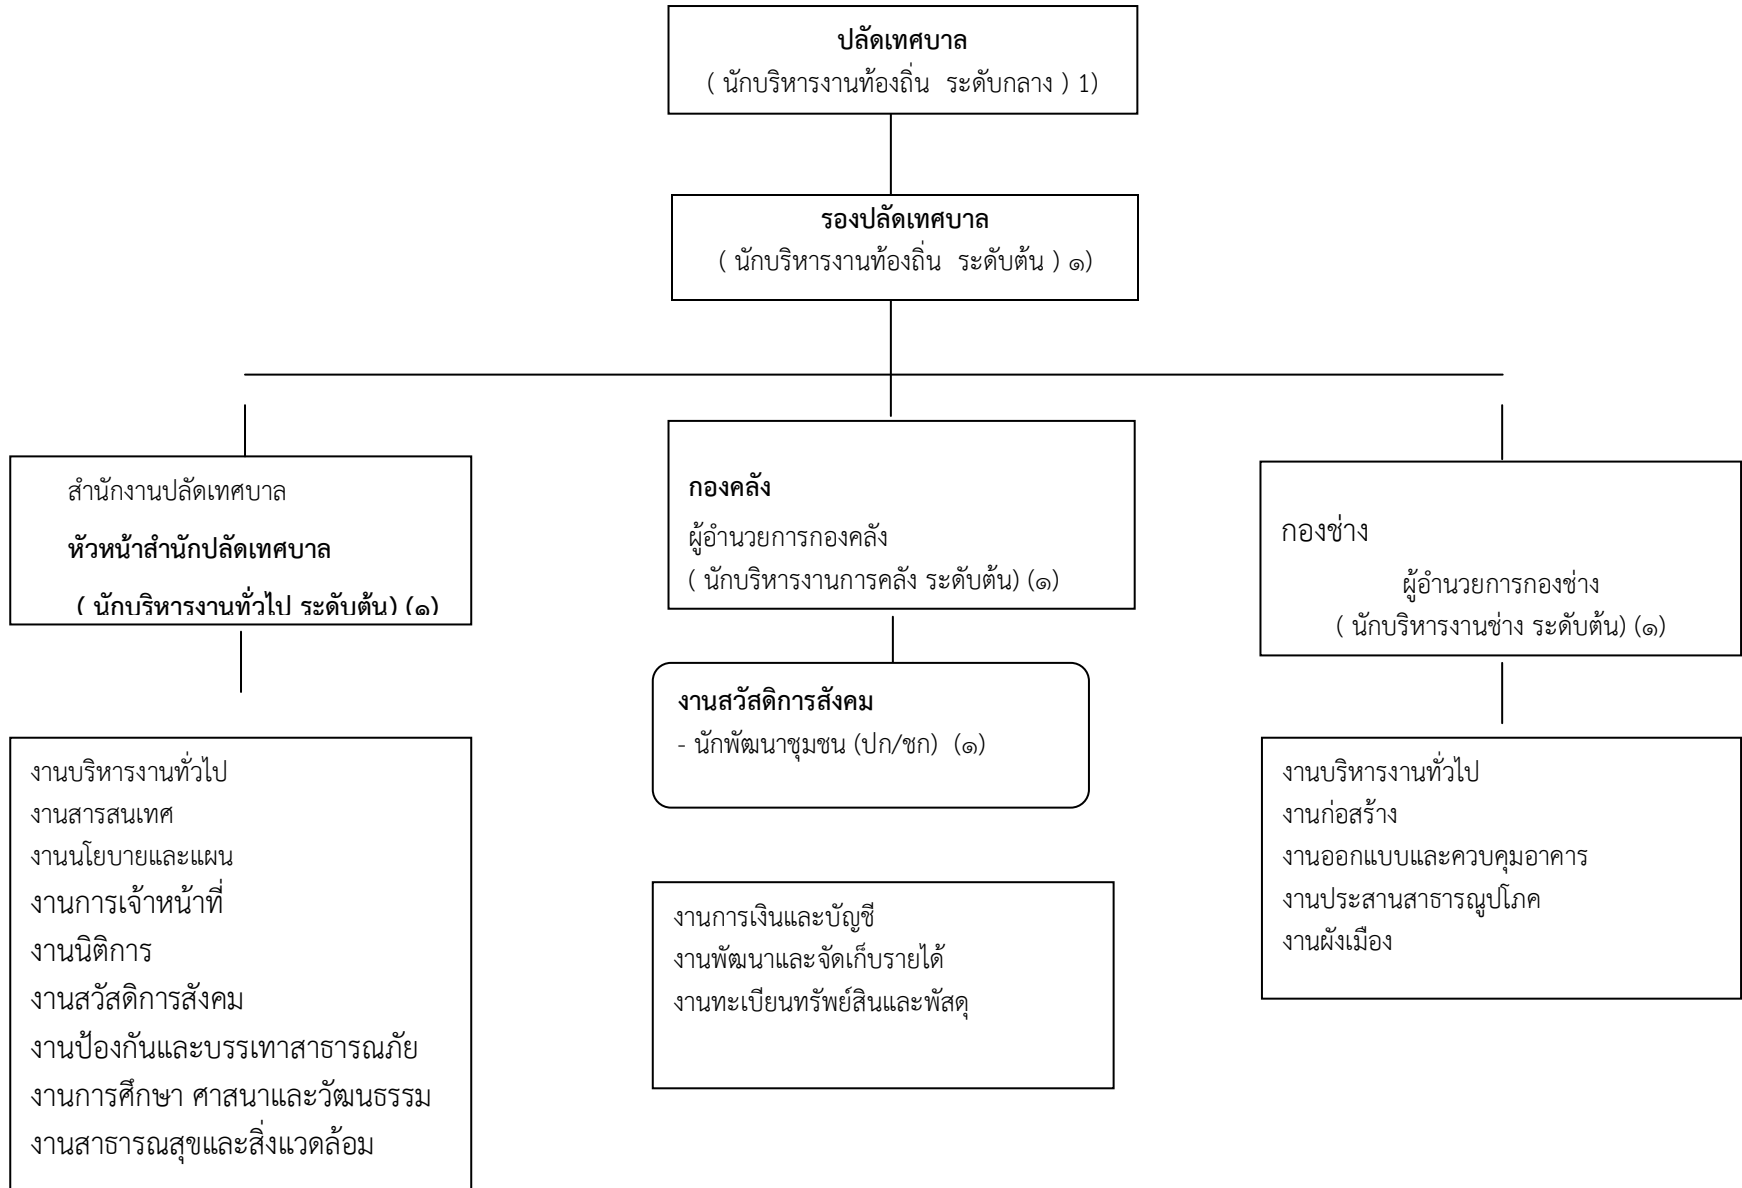 ปลัดเทศบาล
( นักบริหารงานท้องถิ่น ระดับกลาง ) 1)
รองปลัดเทศบาล
( นักบริหารงานท้องถิ่น ระดับต้น ) ๑)
สำนักงานปลัดเทศบาล
หัวหน้าสำนักปลัดเทศบาล
( นักบริหารงานทั่วไป ระดับต้น) (๑)
กองคลัง
ผู้อำนวยการกองคลัง
( นักบริหารงานการคลัง ระดับต้น) (๑)
กองช่าง
ผู้อำนวยการกองช่าง
( นักบริหารงานช่าง ระดับต้น) (๑)
งานสวัสดิการสังคม
- นักพัฒนาชุมชน (ปก/ชก) (๑)
งานบริหารงานทั่วไป
งานสารสนเทศ
งานนโยบายและแผน
งานการเจ้าหน้าที่
งานนิติการ
งานสวัสดิการสังคม
งานป้องกันและบรรเทาสาธารณภัย
งานการศึกษา ศาสนาและวัฒนธรรม
งานสาธารณสุขและสิ่งแวดล้อม
งานการเงินและบัญชี
งานพัฒนาและจัดเก็บรายได้
งานทะเบียนทรัพย์สินและพัสดุ
งานบริหารงานทั่วไป
งานก่อสร้าง
งานออกแบบและควบคุมอาคาร
งานประสานสาธารณูปโภค
งานผังเมือง